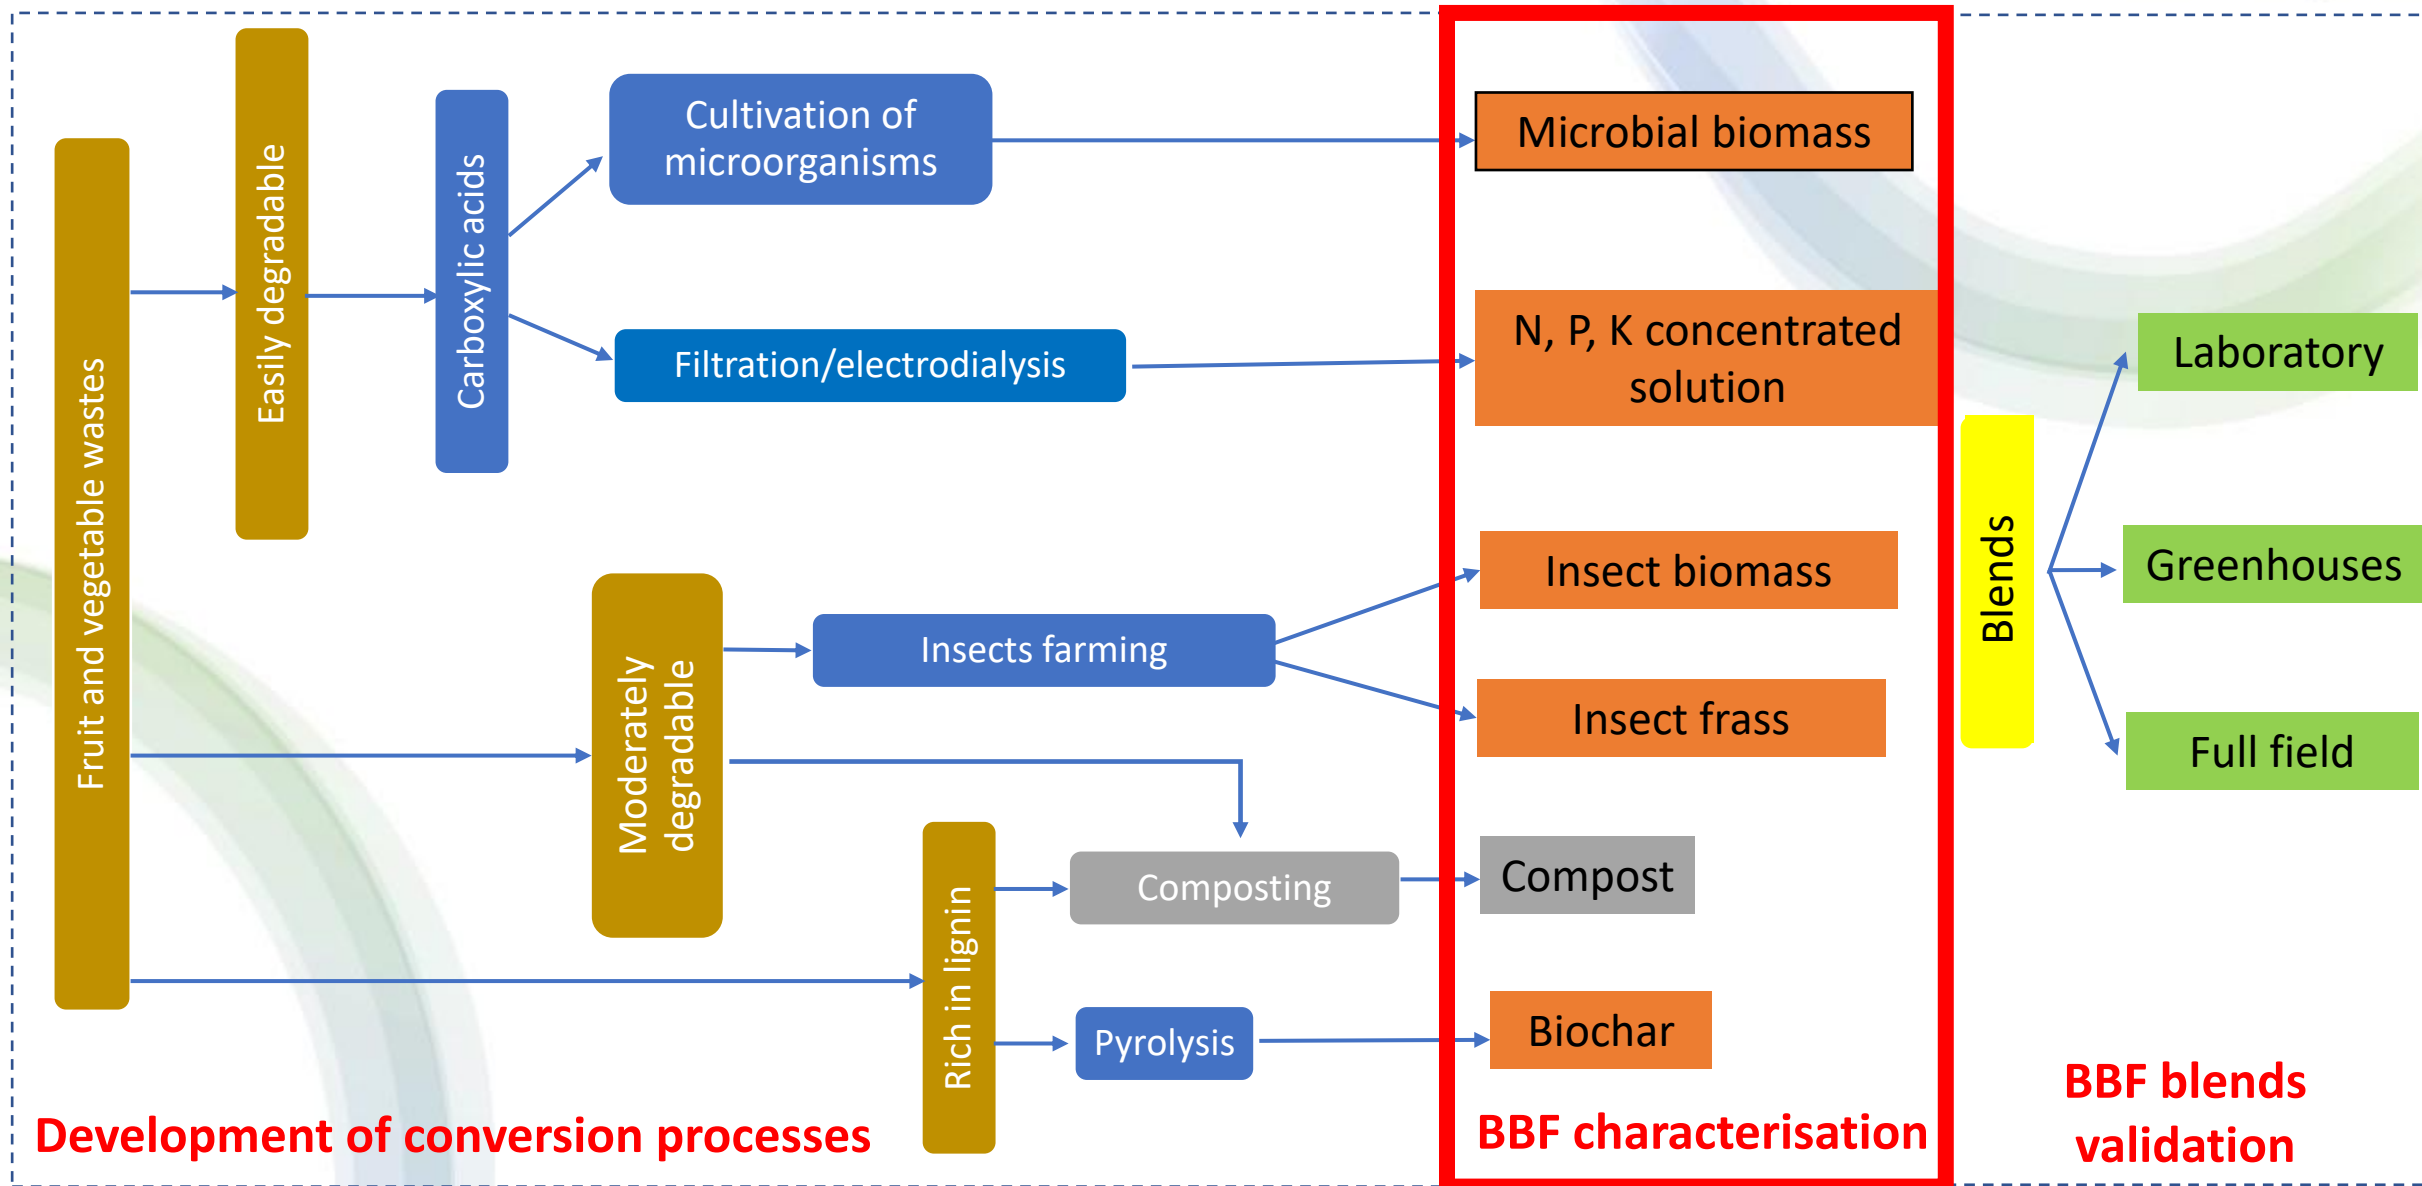 Fruit and vegetable wastes
Easily degradable
Carboxylic acids
Cultivation of
microorganisms
Filtration/electrodialysis
Moderately
degradable
Insects farming
Rich in lignin
Composting
Pyrolysis
Development of conversion processes
Microbial biomass
N, P, K concentrated
solution
Insect biomass
Insect frass
Compost
Biochar
BBF characterisation
Blends
Laboratory
Greenhouses
Full field
BBF blends
validation